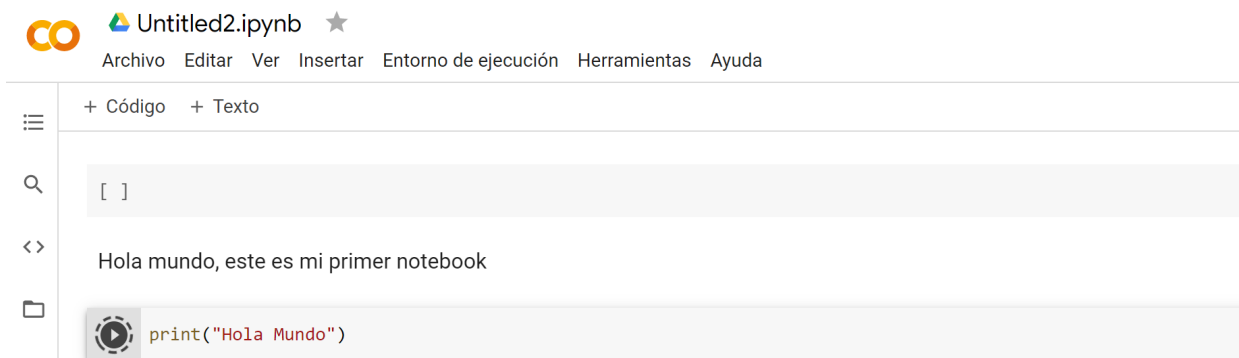 Untitled2.ipynb
Archivo Editar Ver Insertar Entorno de ejecución Herramientas Ayuda
+ Código + Texto
[ ]
Hola mundo, este es mi primer notebook
print("Hola Mundo")